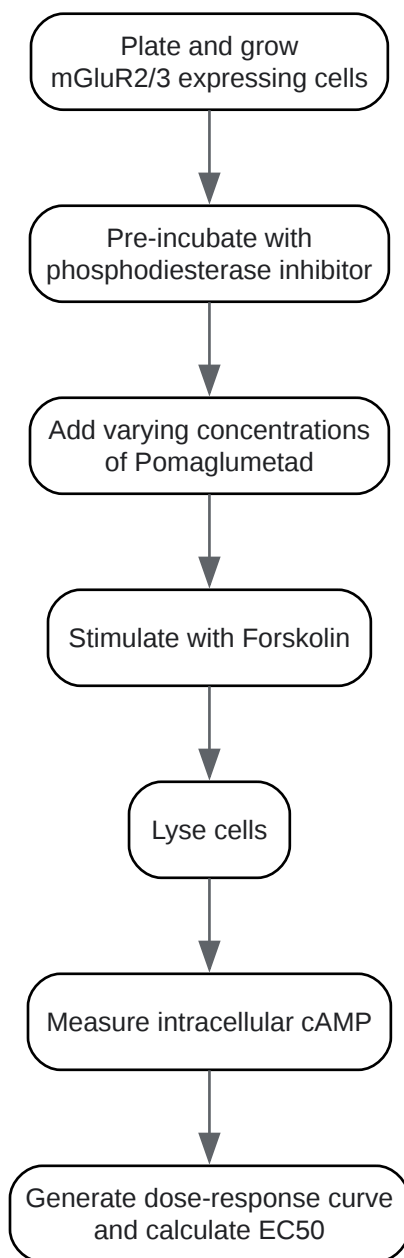 Plate and grow
mGluR2/3 expressing cells
Pre-incubate with
phosphodiesterase inhibitor
Add varying concentrations
of Pomaglumetad
Stimulate with Forskolin
Lyse cells
Measure intracellular cAMP
Generate dose-response curve
and calculate EC50